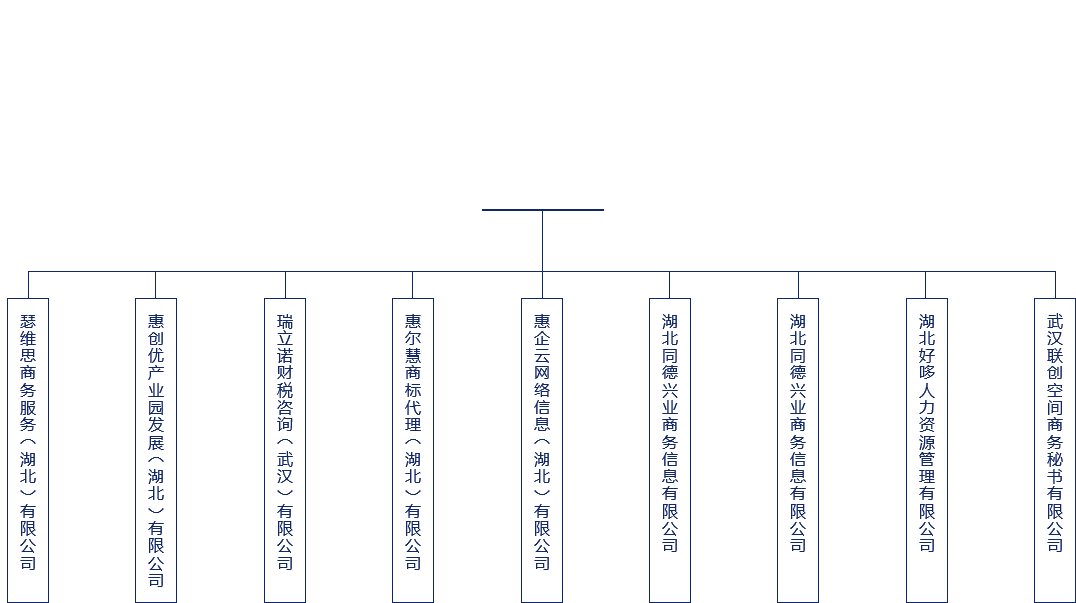 瑟维思商务服务（湖北）有限公司
惠创优产业园发展（湖北）有限公司
瑞立诺财税咨询（武汉）有限公司
惠尔慧商标代理（湖北）有限公司
惠企云网络信息（湖北）有限公司
湖北同德兴业商务信息有限公司
湖北同德兴业商务信息有限公司
湖北好哆人力资源管理有限公司
武汉联创空间商务秘书有限公司